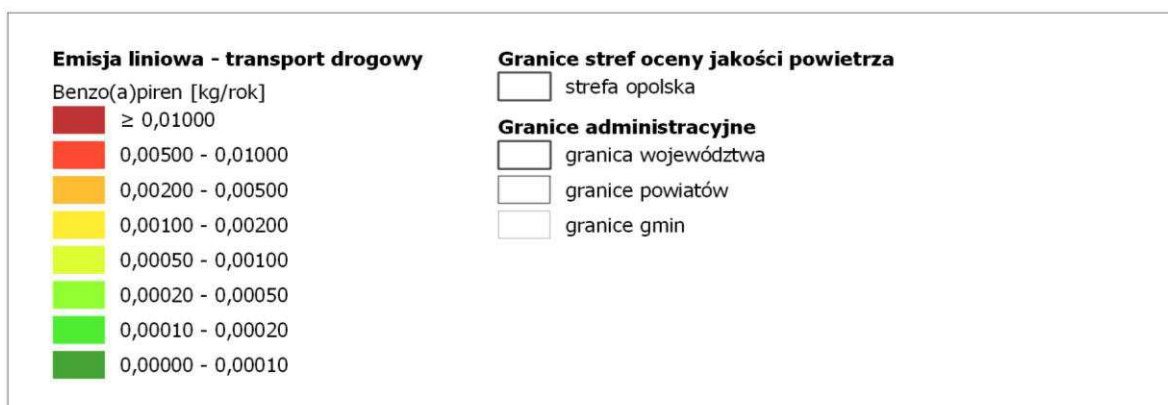 Emisja liniowa - transport drogowy
Benzo(a)piren [kg/rok]
≥ 0,01000
0,00500 - 0,01000
0,00200 - 0,00500
0,00100 - 0,00200
0,00050 - 0,00100
0,00020 - 0,00050
0,00010 - 0,00020
0,00000 - 0,00010
Granice stref oceny jakości powietrza
strefa opolska
Granice administracyjne
granica województwa
granice powiatów
granice gmin